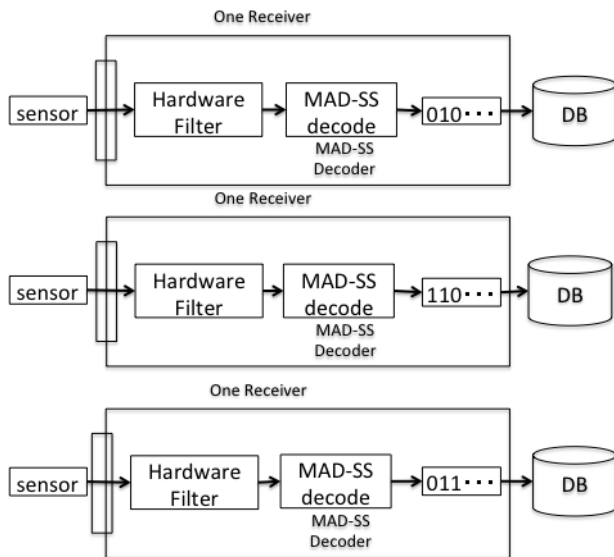 One Receiver
sensor
Hardware
Filter
MAD-SS
decode
010···
DB
MAD-SS
Decoder
One Receiver
sensor
Hardware
Filter
MAD-SS
decode
110···
DB
MAD-SS
Decoder
One Receiver
sensor
Hardware
Filter
MAD-SS
decode
011···
DB
MAD-SS
Decoder